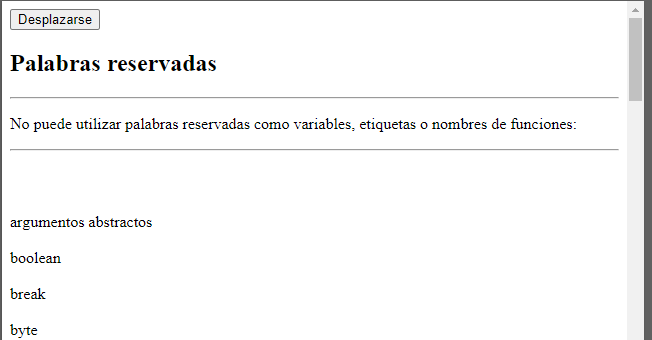 Desplazarse
Palabras reservadas
No puede utilizar palabras reservadas como variables, etiquetas o nombres de funciones:
argumentos abstractos
boolean
break
byte